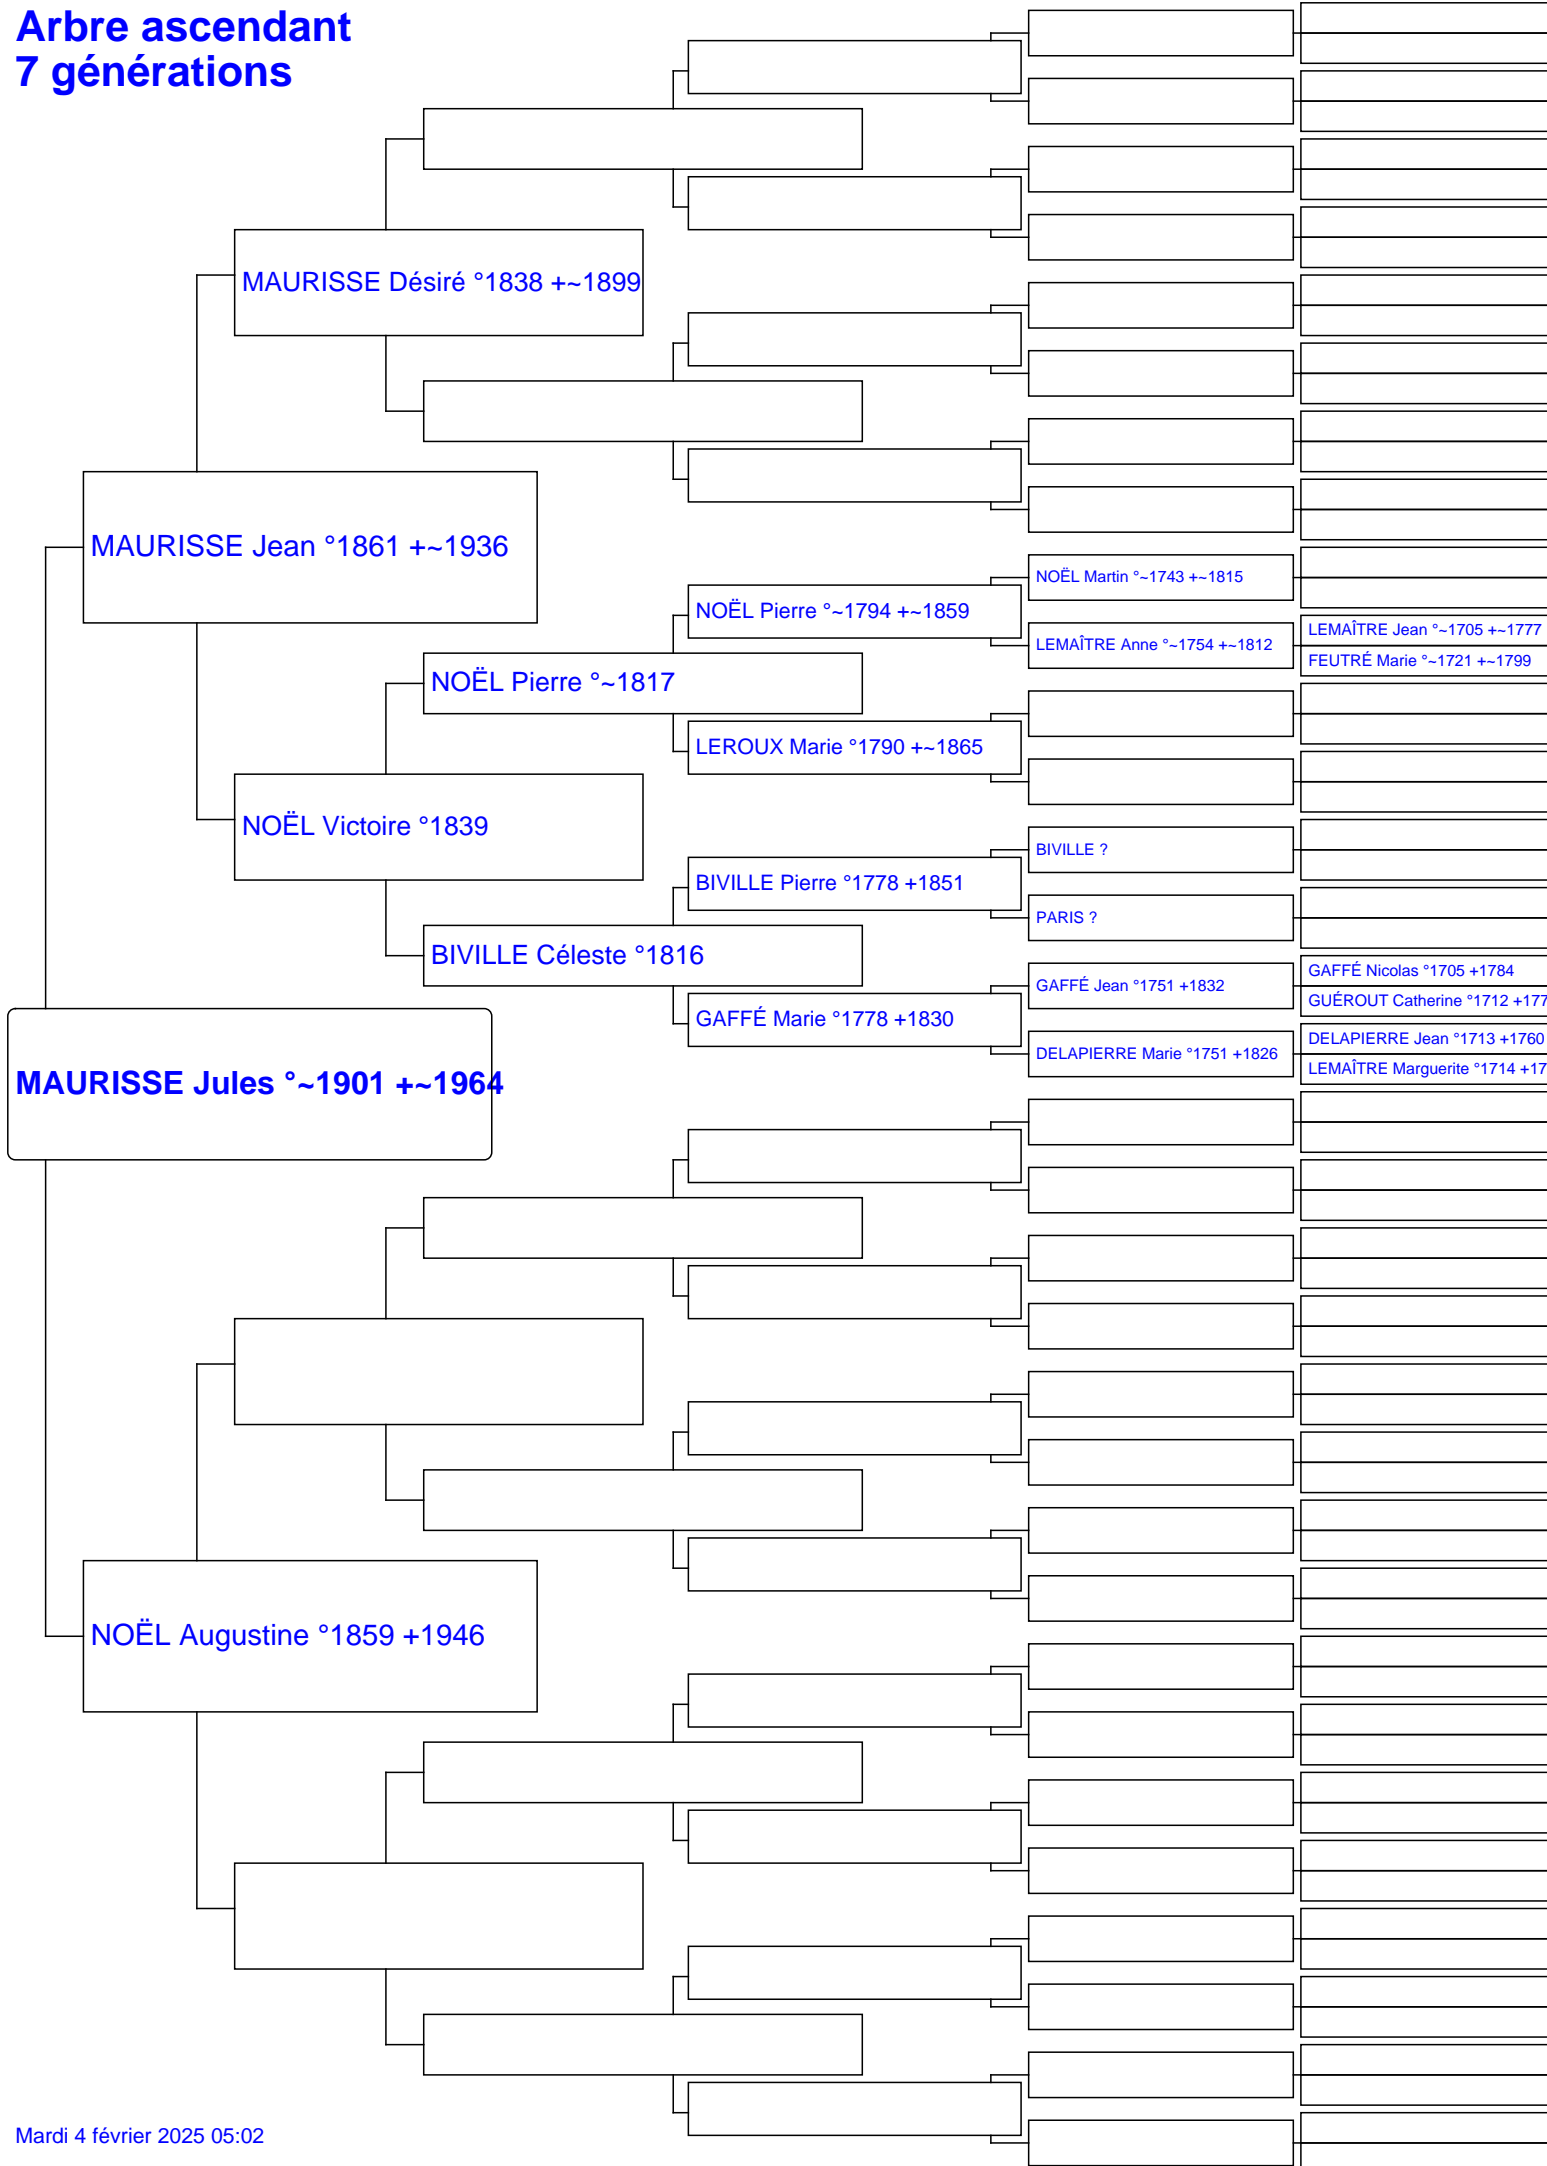 Arbre ascendant
7 générations
MAURISSE Désiré °1838 +~1899
MAURISSE Jean °1861 +~1936
NOËL Martin °~1743 +~1815
NOËL Pierre °~1794 +~1859
LEMAÎTRE Jean °~1705 +~1777
LEMAÎTRE Anne °~1754 +~1812
FEUTRÉ Marie °~1721 +~1799
NOËL Pierre °~1817
LEROUX Marie °1790 +~1865
NOËL Victoire °1839
BIVILLE ?
BIVILLE Pierre °1778 +1851
PARIS ?
BIVILLE Céleste °1816
GAFFÉ Nicolas °1705 +1784
GAFFÉ Jean °1751 +1832
GUÉROUT Catherine °1712 +177
GAFFÉ Marie °1778 +1830
DELAPIERRE Jean °1713 +1760
DELAPIERRE Marie °1751 +1826
LEMAÎTRE Marguerite °1714 +17
MAURISSE Jules °~1901 +~1964
NOËL Augustine °1859 +1946
Mardi 4 février 2025 05:02